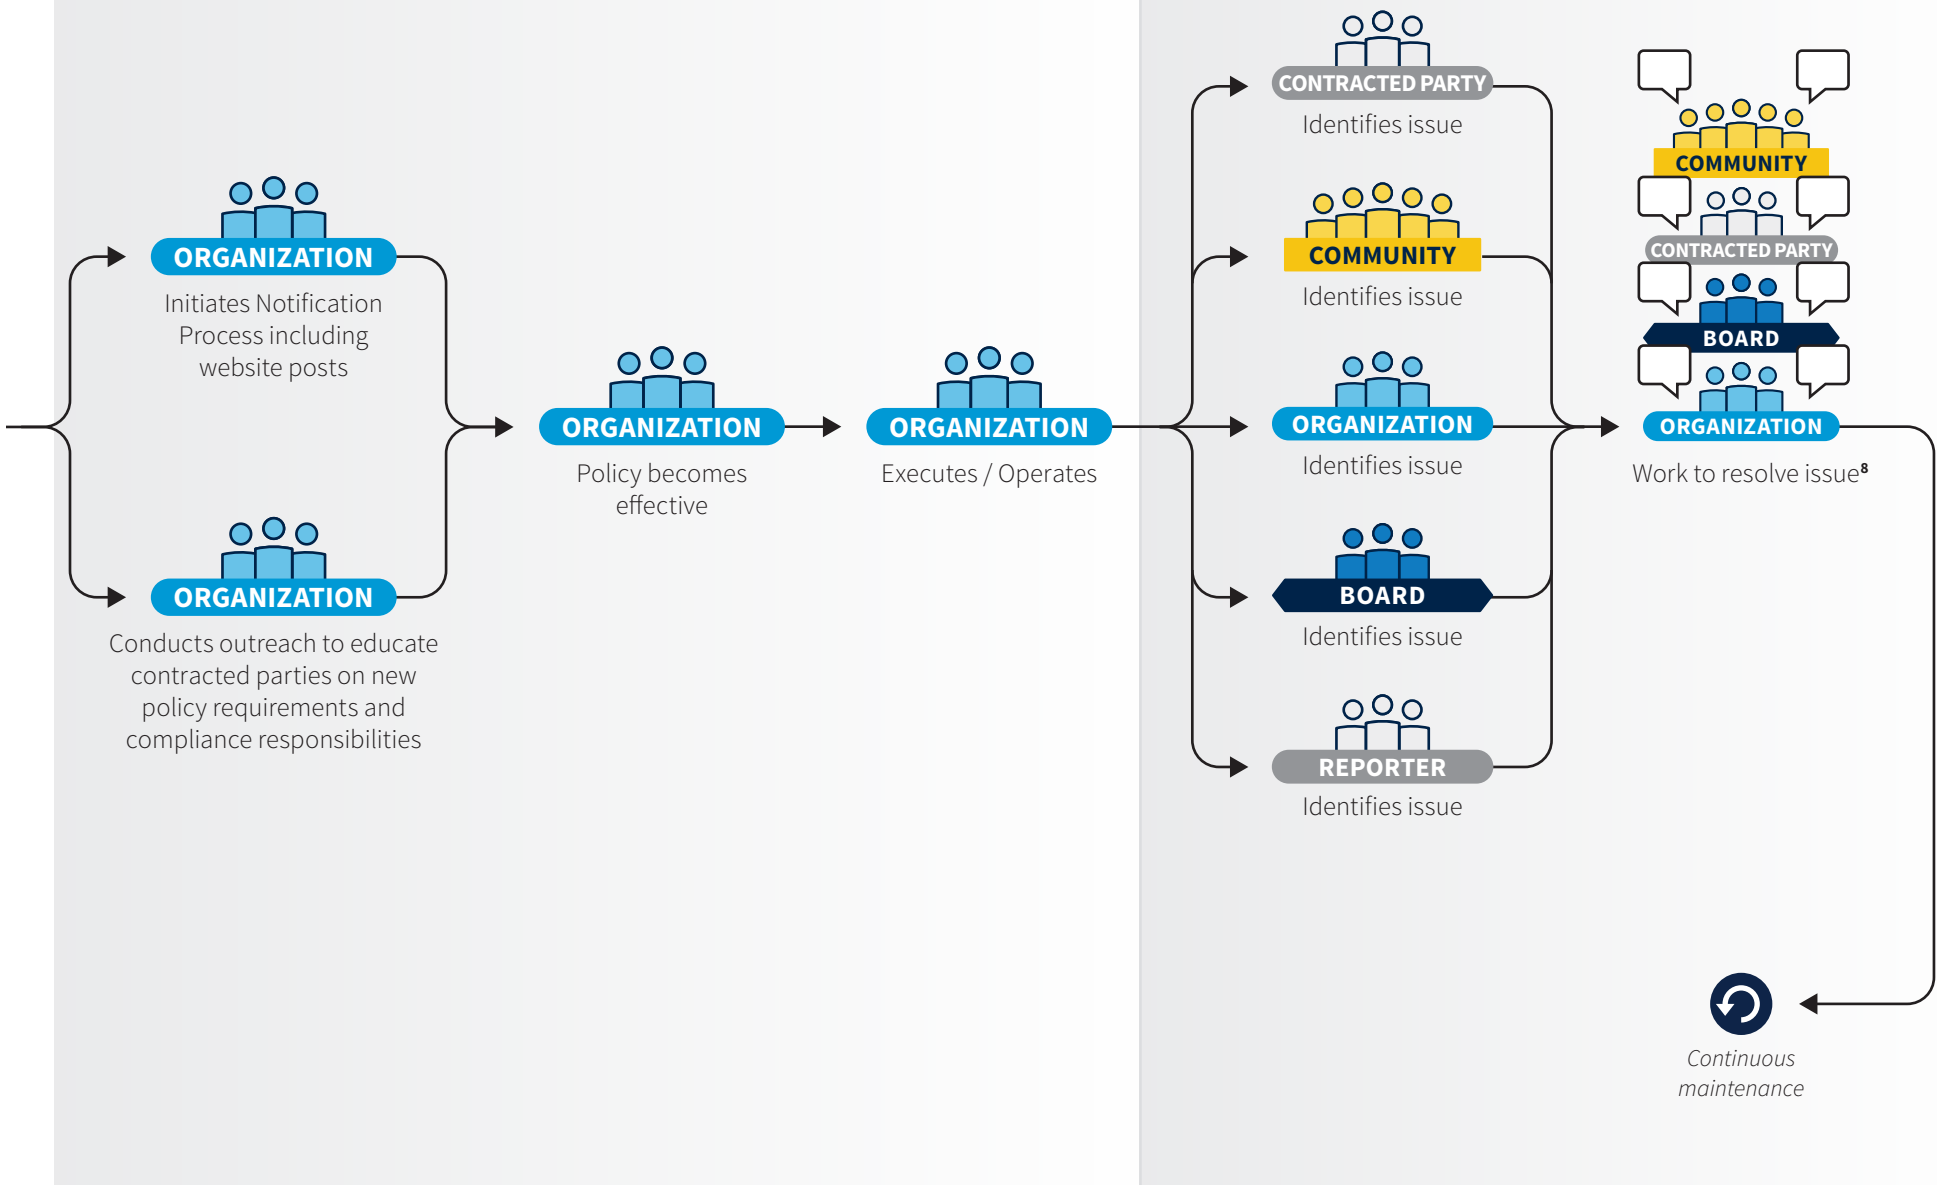 ORGANIZATION
Initiates Notification
Process including
website posts
ORGANIZATION
Conducts outreach to educate
contracted parties on new
policy requirements and
compliance responsibilities
ORGANIZATION
Policy becomes
effective
ORGANIZATION
Executes / Operates
CONTRACTED PARTY
Identifies issue
COMMUNITY
Identifies issue
ORGANIZATION
Identifies issue
BOARD
Identifies issue
REPORTER
Identifies issue
COMMUNITY
CONTRACTED PARTY
BOARD
ORGANIZATION
Work to resolve issue⁸
Continuous
maintenance